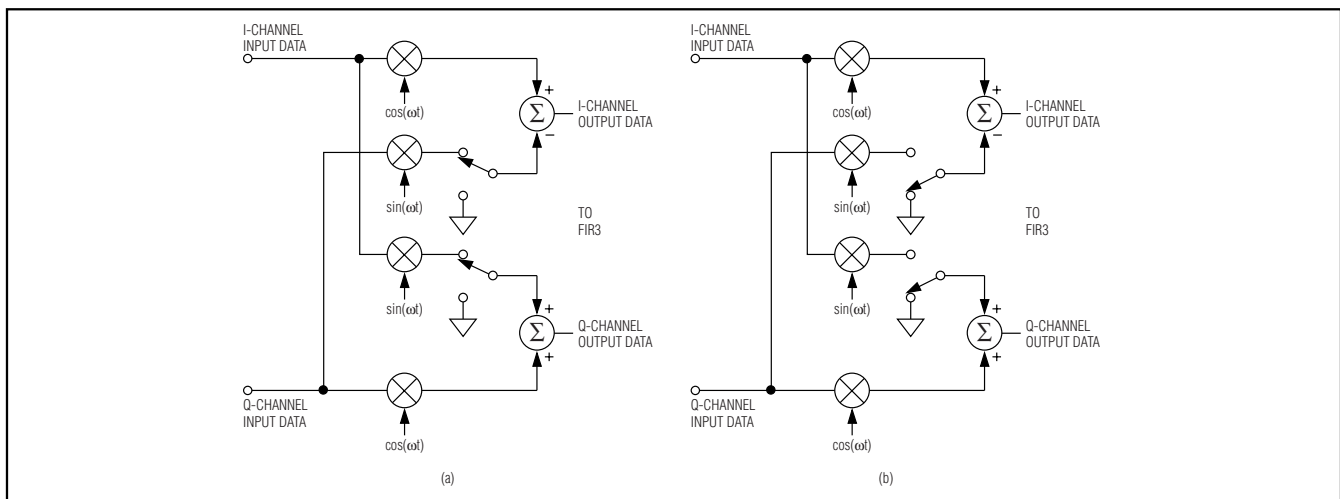 I-CHANNEL
INPUT DATA
cos(ωt)
+
Σ
−
I-CHANNEL
OUTPUT DATA
sin(ωt)
TO
FIR3
sin(ωt)
+
Σ
+
Q-CHANNEL
OUTPUT DATA
Q-CHANNEL
INPUT DATA
cos(ωt)
(a)
I-CHANNEL
INPUT DATA
cos(ωt)
+
Σ
−
I-CHANNEL
OUTPUT DATA
sin(ωt)
TO
FIR3
sin(ωt)
+
Σ
+
Q-CHANNEL
OUTPUT DATA
Q-CHANNEL
INPUT DATA
cos(ωt)
(b)